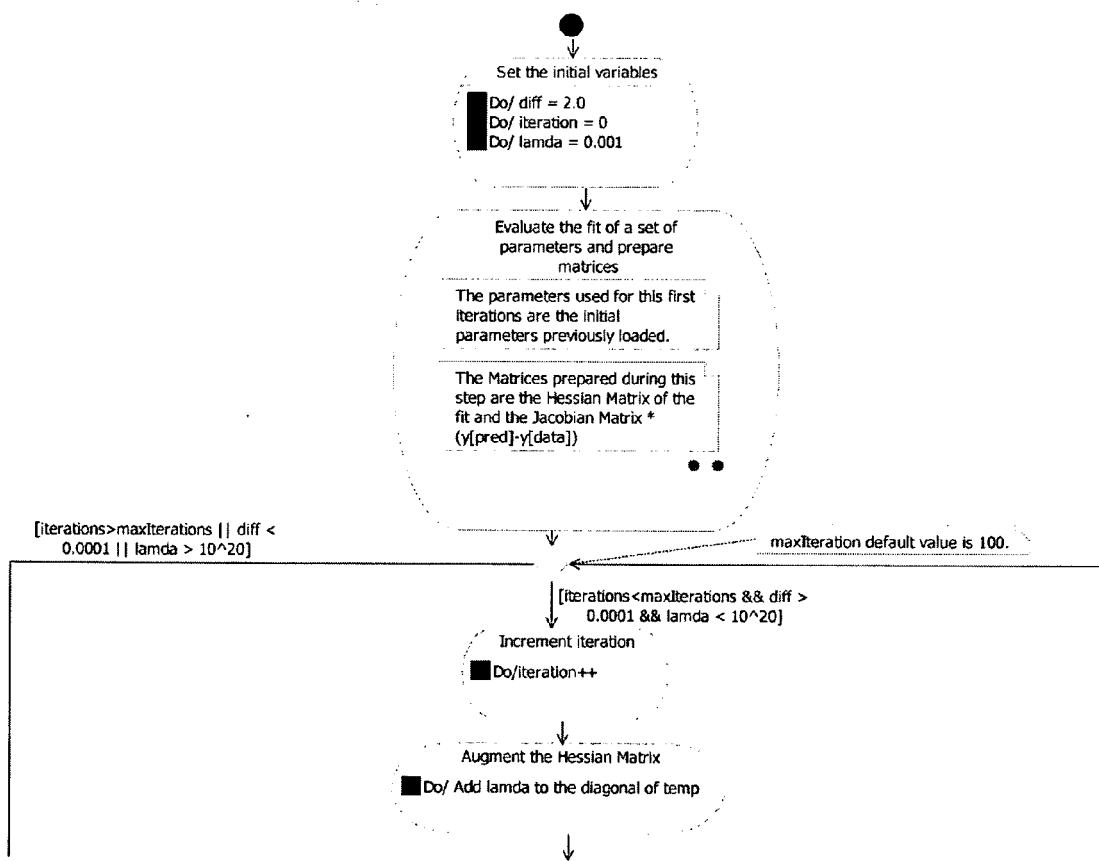 Set the initial variables
Do/ diff = 2.0
Do/ iteration = 0
Do/ lamda = 0.001
Evaluate the fit of a set of
parameters and prepare
matrices
The parameters used for this first
iterations are the initial
parameters previously loaded.
The Matrices prepared during this
step are the Hessian Matrix of the
fit and the Jacobian Matrix *
(y[pred]-y[data])
[iterations>maxIterations || diff <
0.0001 || lamda > 10^20]
maxIteration default value is 100.
[iterations<maxIterations && diff >
0.0001 && lamda < 10^20]
Increment iteration
Do/iteration++
Augment the Hessian Matrix
Do/ Add lamda to the diagonal of temp